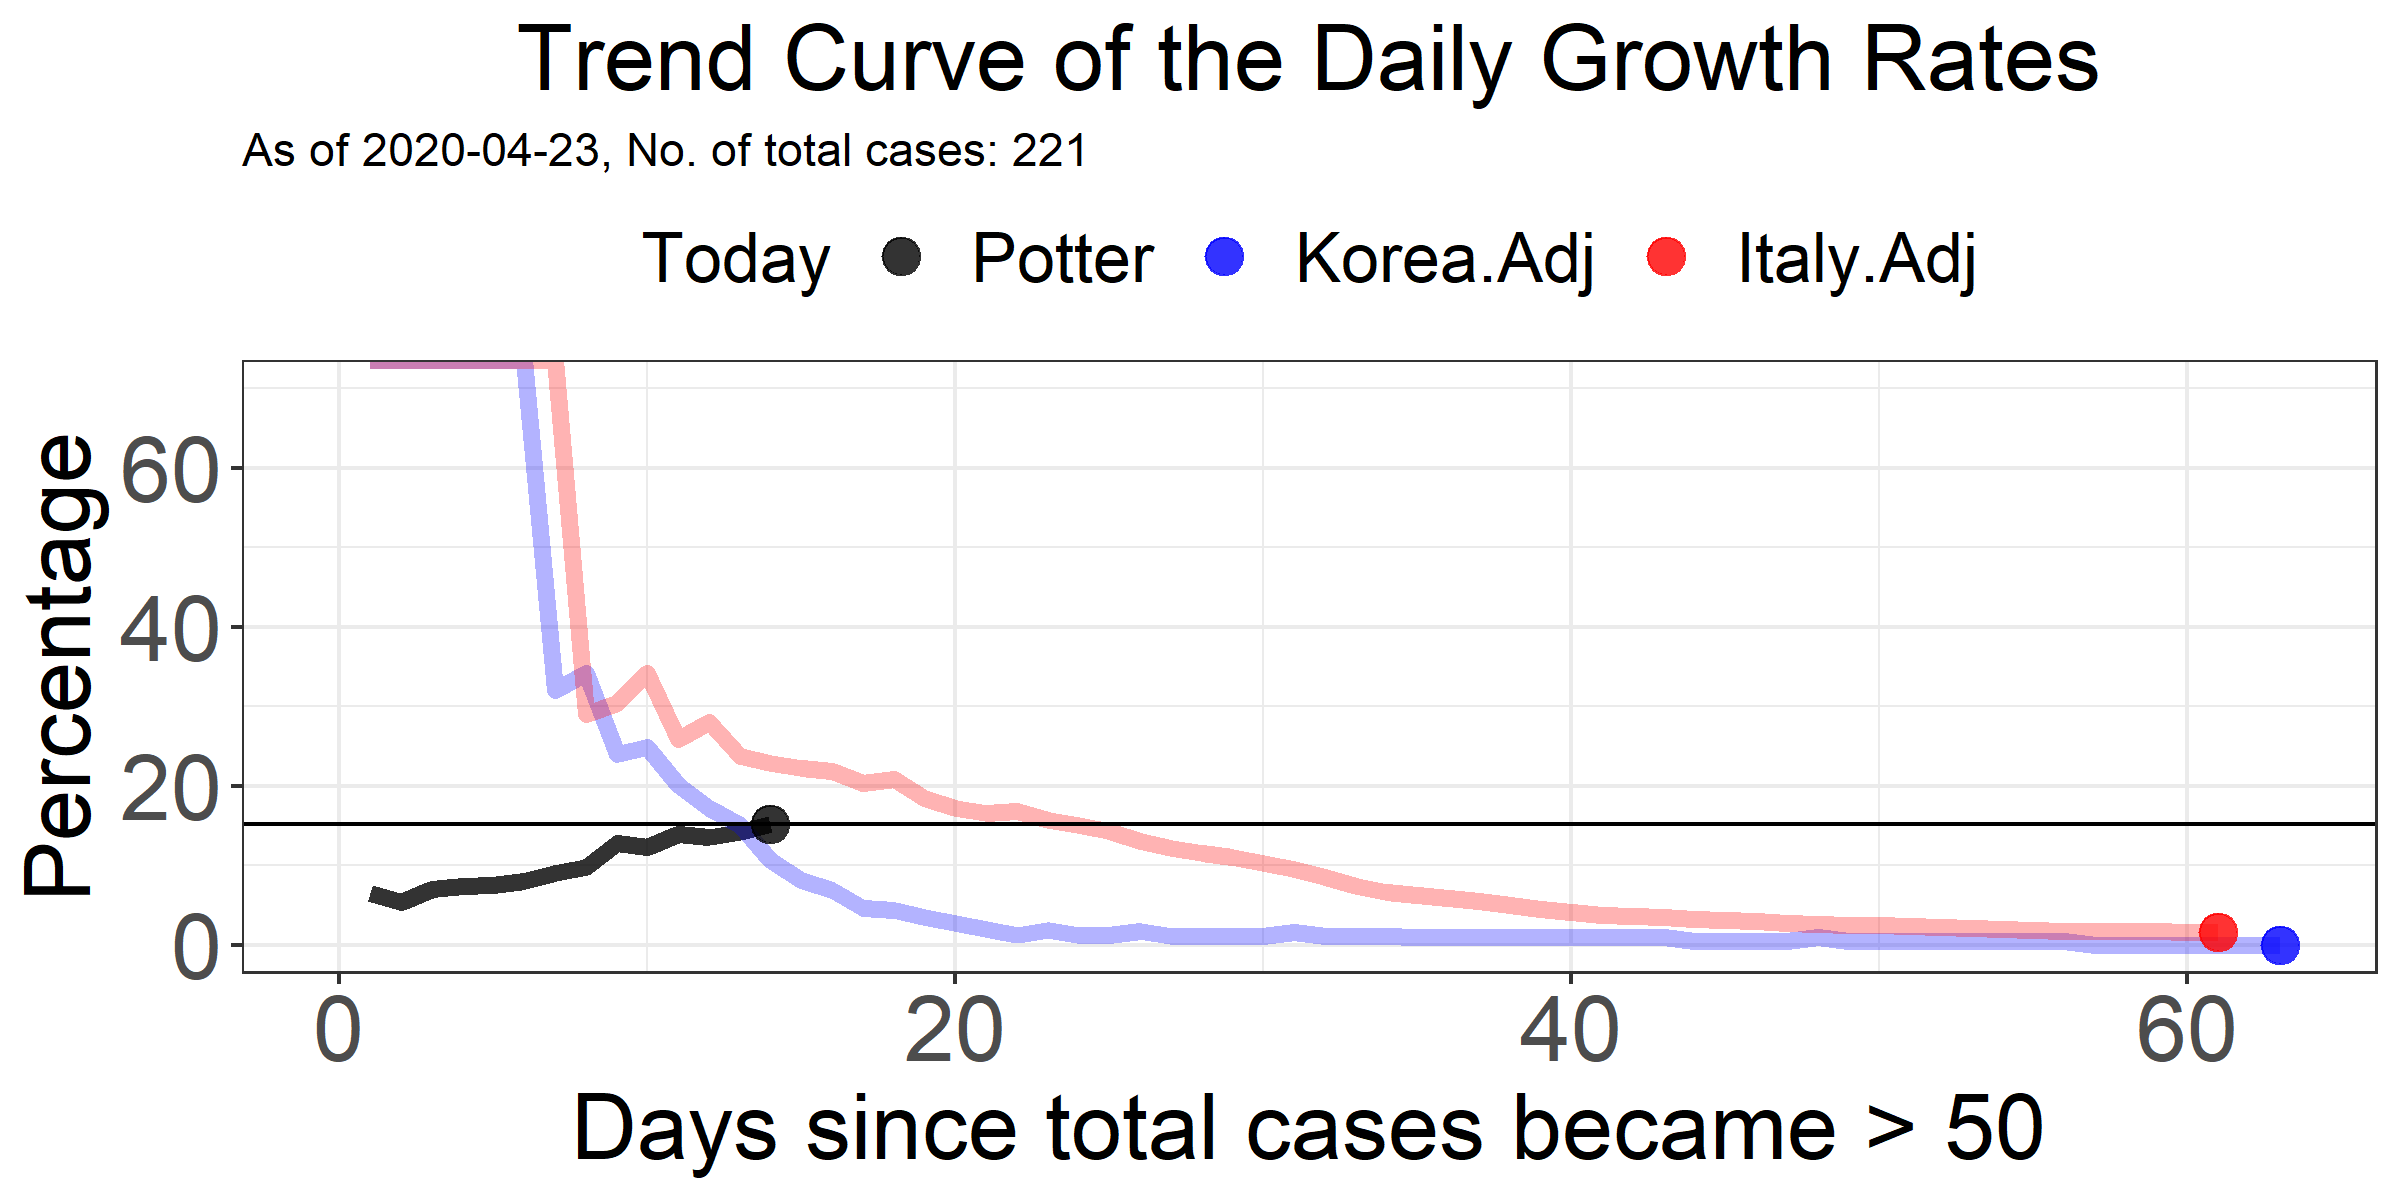 Trend Curve of the Daily Growth Rates
As of 2020-04-23, No. of total cases: 221
Today Potter Korea.Adj Italy.Adj
Percentage
60
40
20
0
0 20 40 60
Days since total cases became > 50